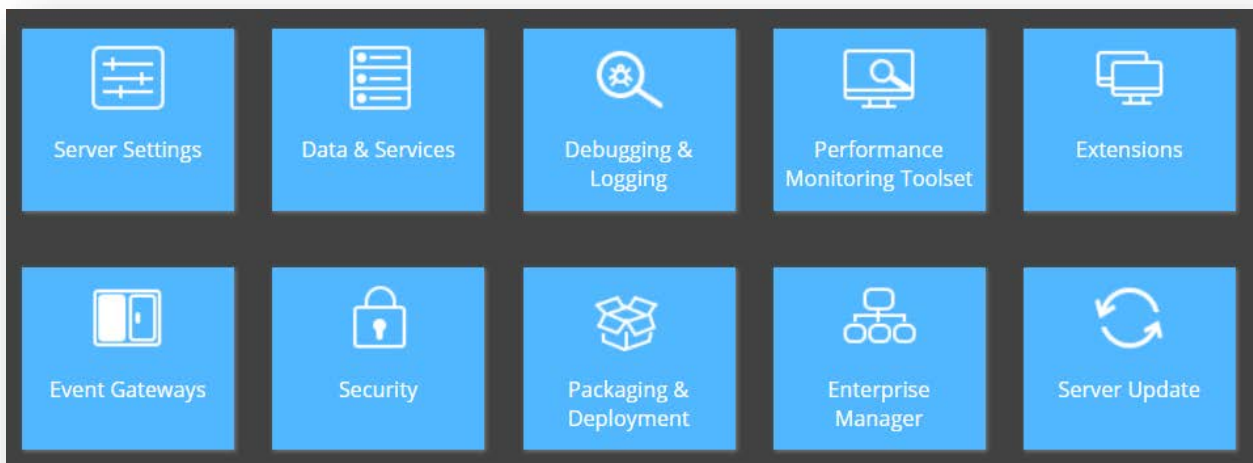 Server Settings
Data & Services
Debugging &
Logging
Performance
Monitoring Toolset
Extensions
Event Gateways
Security
Packaging &
Deployment
Enterprise
Manager
Server Update